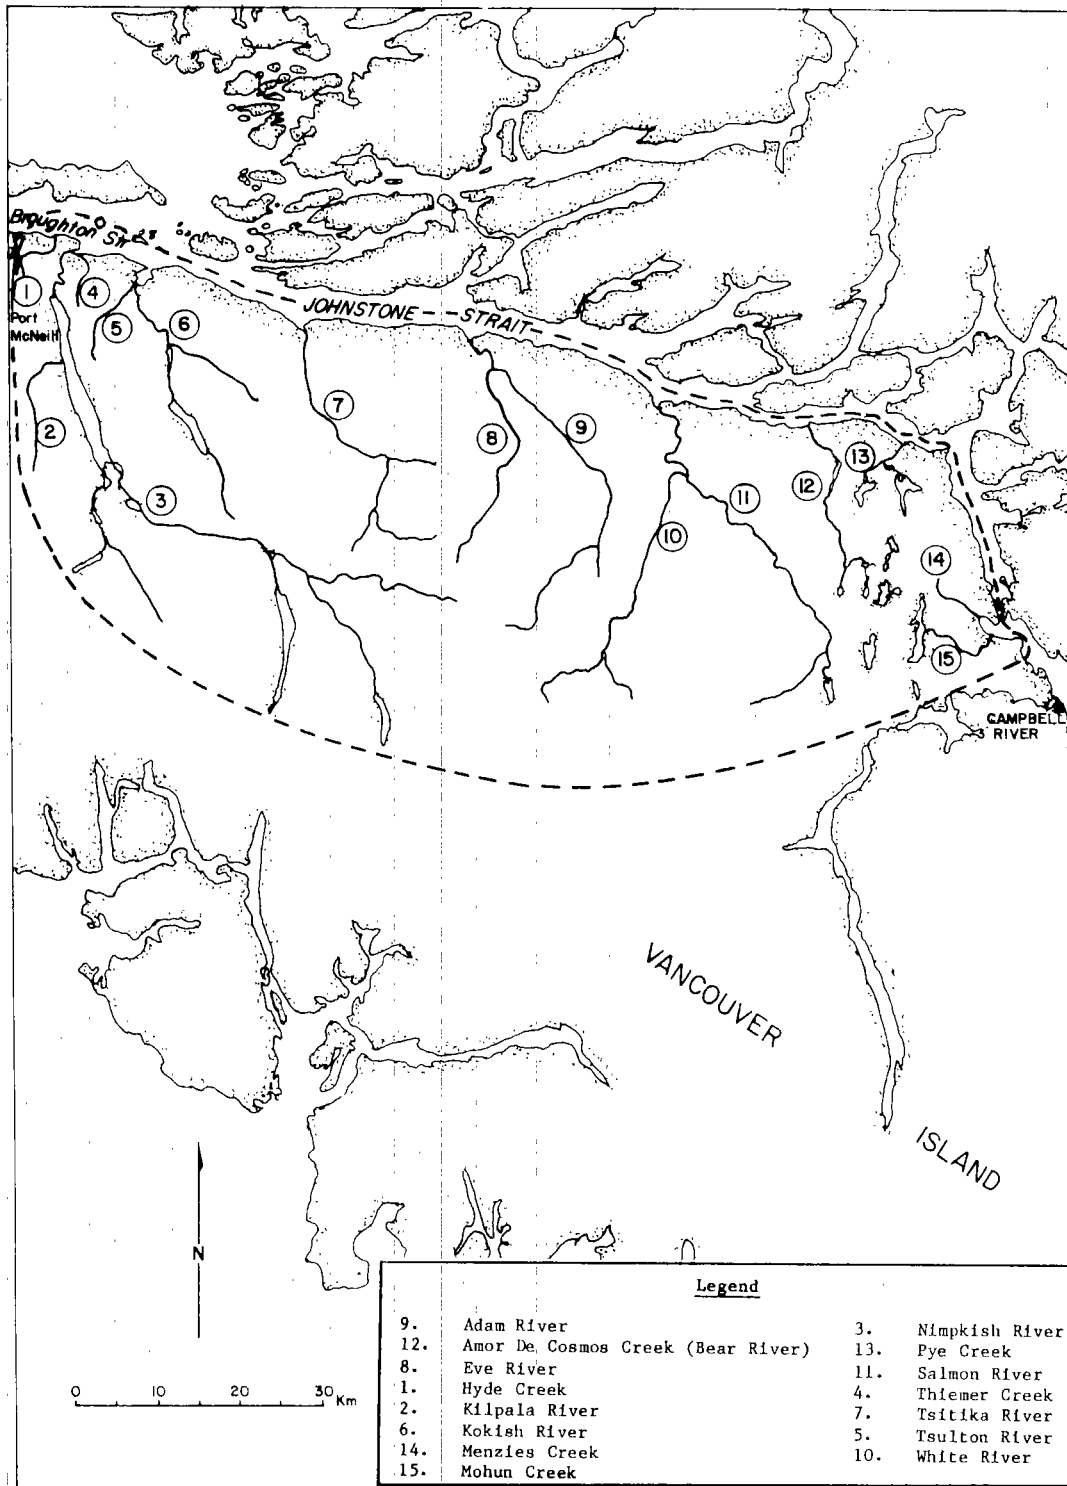 Broughton Str
JOHNSTONE STRAIT
1
4
5
6
Port
McNeill
7
2
8
9
13
12
3
11
10
14
15
CAMPBELL
RIVER
VANCOUVER
ISLAND
N
0 10 20 30 Km
Legend
9. Adam River
12. Amor De Cosmos Creek (Bear River)
8. Eve River
1. Hyde Creek
2. Kilpala River
6. Kokish River
14. Menzies Creek
15. Mohun Creek
3. Nimpkish River
13. Pye Creek
11. Salmon River
4. Thiemer Creek
7. Tsitika River
5. Tsulton River
10. White River